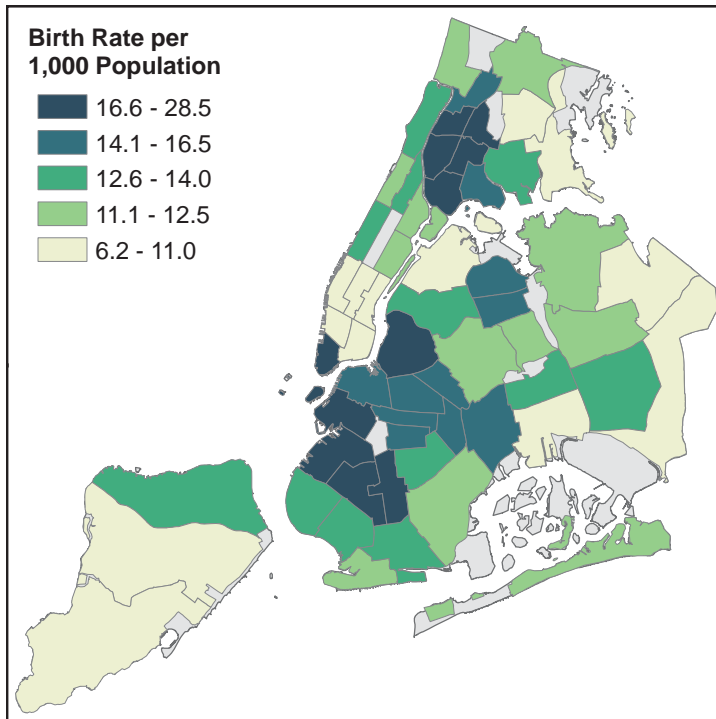 Birth Rate per
1,000 Population
16.6 - 28.5
14.1 - 16.5
12.6 - 14.0
11.1 - 12.5
6.2 - 11.0